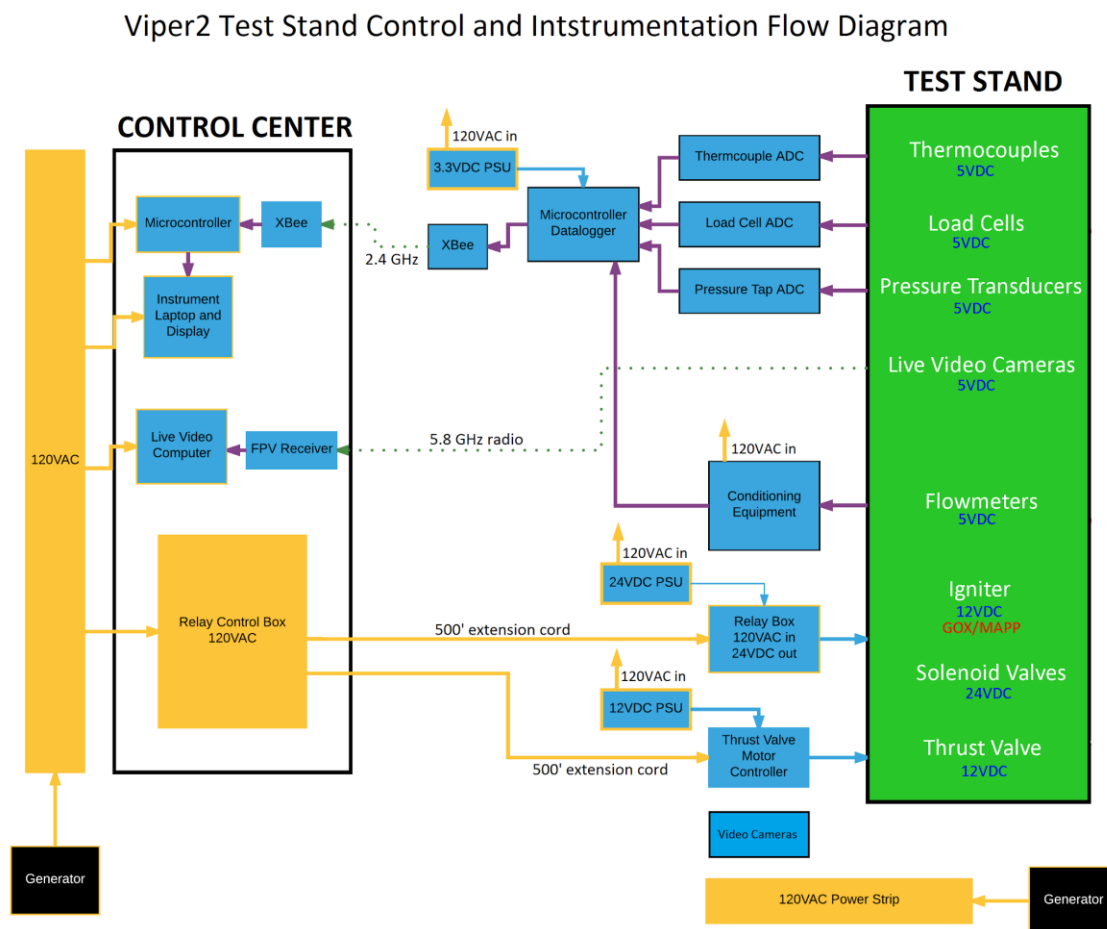 Viper2 Test Stand Control and Intstrumentation Flow Diagram
TEST STAND
CONTROL CENTER
120VAC in
3.3VDC PSU
Thermcouple ADC
Thermocouples
5VDC
Microcontroller
XBee
2.4 GHz
XBee
Microcontroller
Datalogger
Load Cell ADC
Load Cells
5VDC
Instrument
Laptop and
Display
Pressure Tap ADC
Pressure Transducers
5VDC
Live Video Cameras
5VDC
120VAC
Live Video
Computer
FPV Receiver
5.8 GHz radio
120VAC in
Conditioning
Equipment
Flowmeters
5VDC
120VAC in
24VDC PSU
Igniter
12VDC
GOX/MAPP
Relay Control Box
120VAC
500' extension cord
Relay Box
120VAC in
24VDC out
120VAC in
12VDC PSU
Solenoid Valves
24VDC
500' extension cord
Thrust Valve
Motor
Controller
Thrust Valve
12VDC
Video Cameras
Generator
120VAC Power Strip
Generator